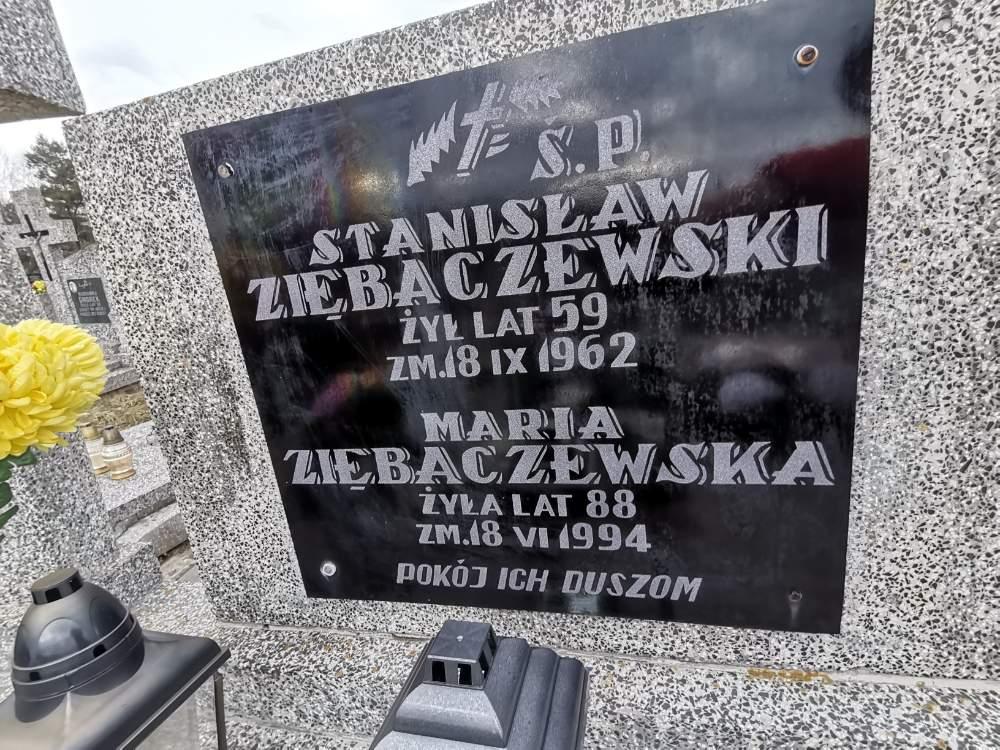 Ś.P.
STANISŁAW
ZIĘBACZEWSKI
ŻYŁ LAT 59
ZM.18 IX 1962
MARIA
ZIĘBACZEWSKA
ŻYŁA LAT 88
ZM.18 VI 1994
POKÓJ ICH DUSZOM